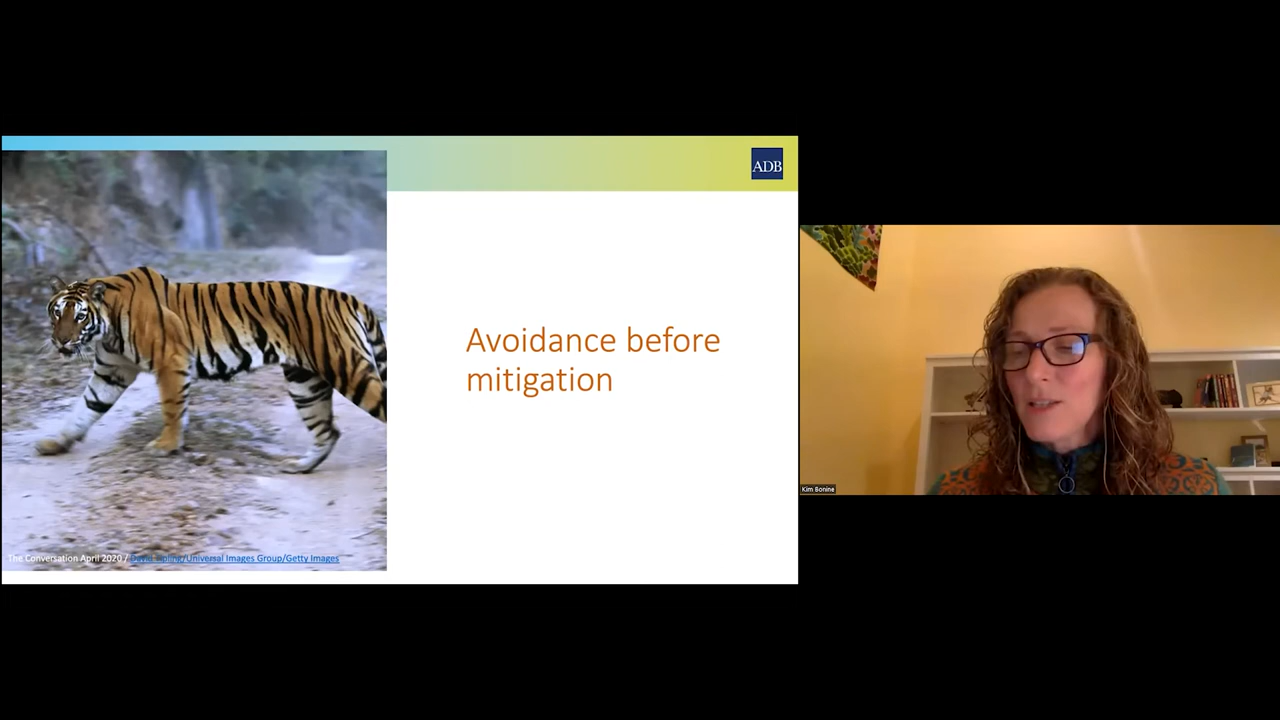 ADB
Avoidance before
mitigation
The Conversation April 2020 / /Universal Images Group/Getty Images
Kim Bonine